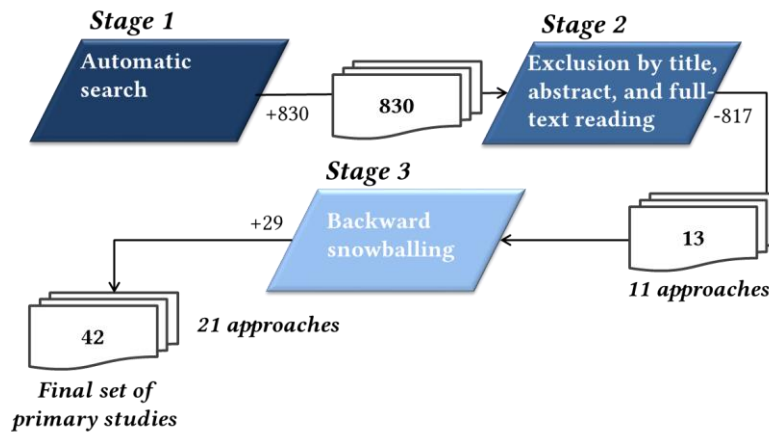 Stage 1
Automatic
search
+830
830
Stage 2
Exclusion by title,
abstract, and full-
text reading
-817
13
11 approaches
Stage 3
Backward
snowballing
+29
42
21 approaches
Final set of
primary studies